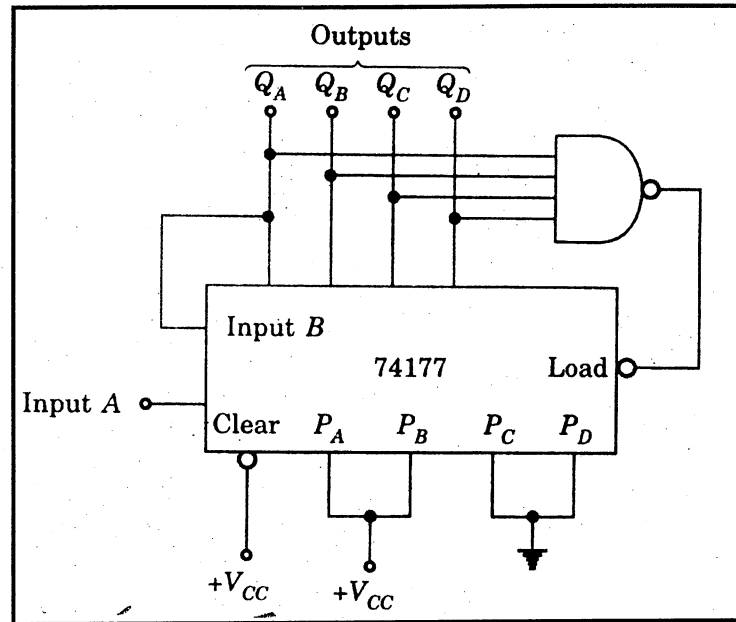 Outputs
Q_A Q_B Q_C Q_D
Input B
74177 Load
Input A
Clear P_A P_B P_C P_D
+V_CC +V_CC